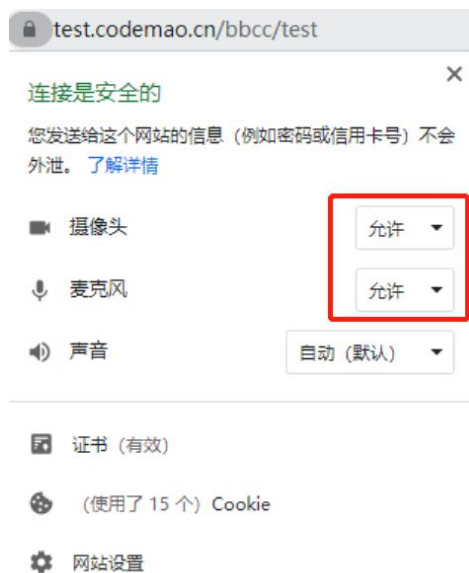 test.codemao.cn/bbcc/test
连接是安全的
您发送给这个网站的信息（例如密码或信用卡号）不会
外泄。 了解详情
摄像头 允许
麦克风 允许
声音 自动（默认）
证书（有效）
（使用了 15 个）Cookie
网站设置